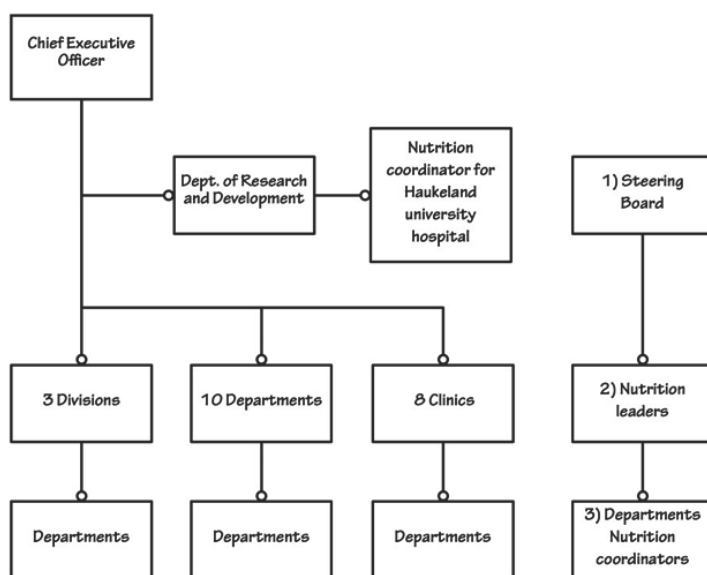 Chief Executive
Officer
Dept. of Research
and Development
Nutrition
coordinator for
Haukeland
university
hospital
1) Steering
Board
3 Divisions
10 Departments
8 Clinics
2) Nutrition
leaders
Departments
Departments
Departments
3) Departments
Nutrition
coordinators